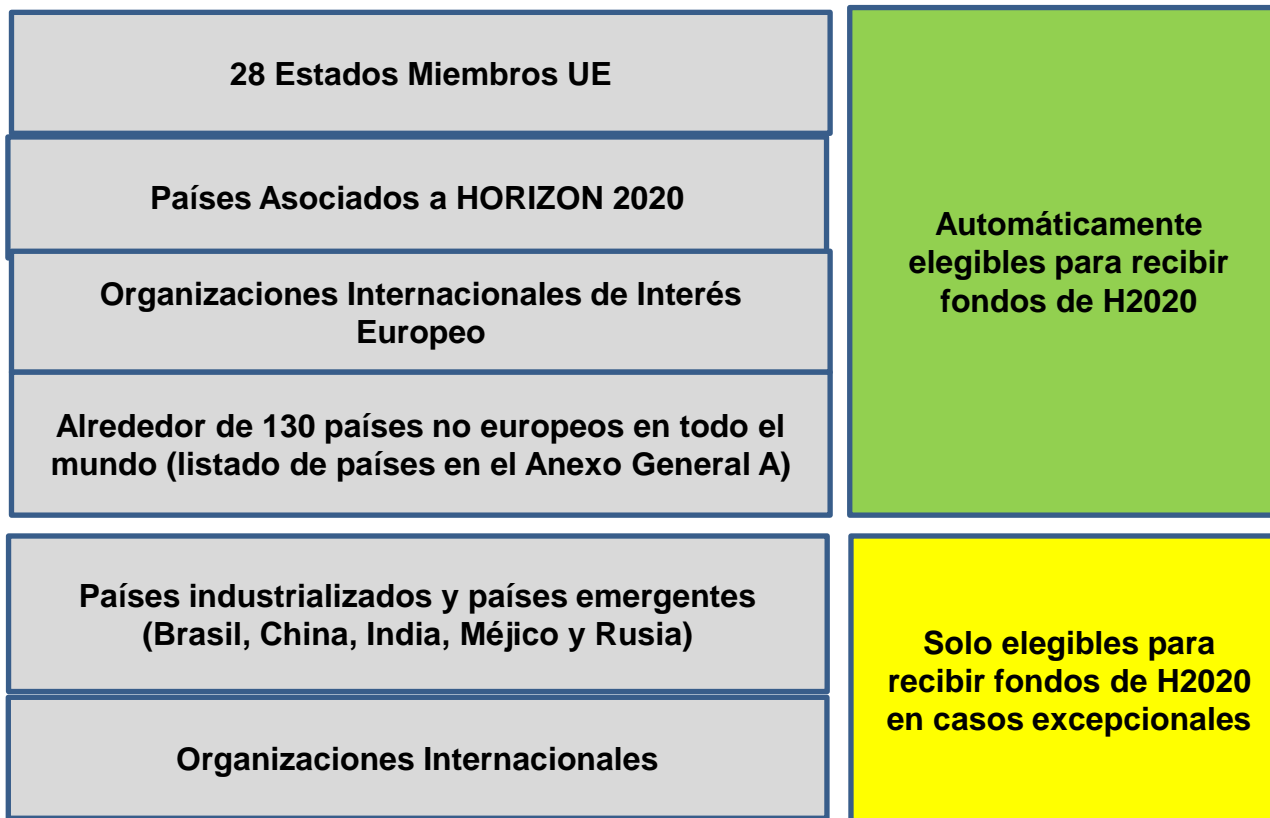 28 Estados Miembros UE
Países Asociados a HORIZON 2020
Organizaciones Internacionales de Interés
Europeo
Alrededor de 130 países no europeos en todo el
mundo (listado de países en el Anexo General A)
Automáticamente
elegibles para recibir
fondos de H2020
Países industrializados y países emergentes
(Brasil, China, India, Méjico y Rusia)
Organizaciones Internacionales
Solo elegibles para
recibir fondos de H2020
en casos excepcionales